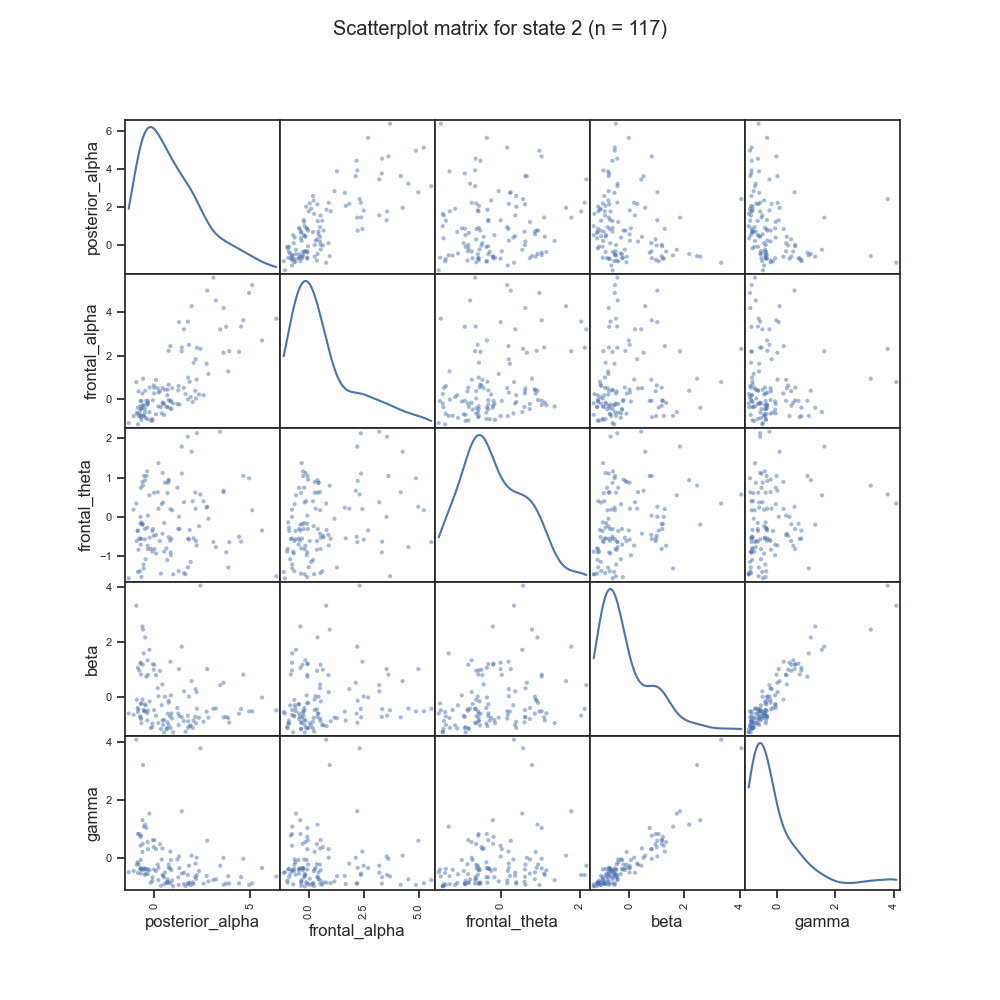 Scatterplot matrix for state 2 (n = 117)
posterior_alpha
6
4
2
0
frontal_alpha
4
2
0
frontal_theta
2
1
0
−1
beta
4
2
0
gamma
4
2
0
0
5
0.0
2.5
5.0
0
2
0
2
4
0
2
4
posterior_alpha
frontal_alpha
frontal_theta
beta
gamma